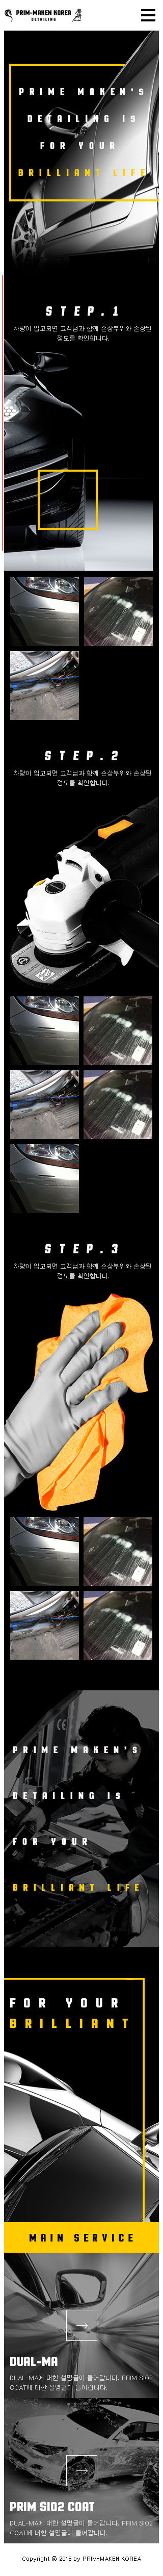 PRIM-MAKEN KOREA
DETAILING
PRIME MAKEN'S
DETAILING IS
FOR YOUR
BRILLIANT LIFE
STEP.1
차량이 입고되면 고객님과 함께 손상부위와 손상된
정도를 확인합니다.
STEP.2
차량이 입고되면 고객님과 함께 손상부위와 손상된
정도를 확인합니다.
STEP.3
차량이 입고되면 고객님과 함께 손상부위와 손상된
정도를 확인합니다.
PRIME MAKEN'S
DETAILING IS
FOR YOUR
BRILLIANT LIFE
FOR YOUR
BRILLIANT
MAIN SERVICE
DUAL-MA
DUAL-MA에 대한 설명글이 들어갑니다. PRIM SIO2
COAT에 대한 설명글이 들어갑니다.
PRIM SIO2 COAT
DUAL-MA에 대한 설명글이 들어갑니다. PRIM SIO2
COAT에 대한 설명글이 들어갑니다.
Copyright © 2015 by PRIM-MAKEN KOREA